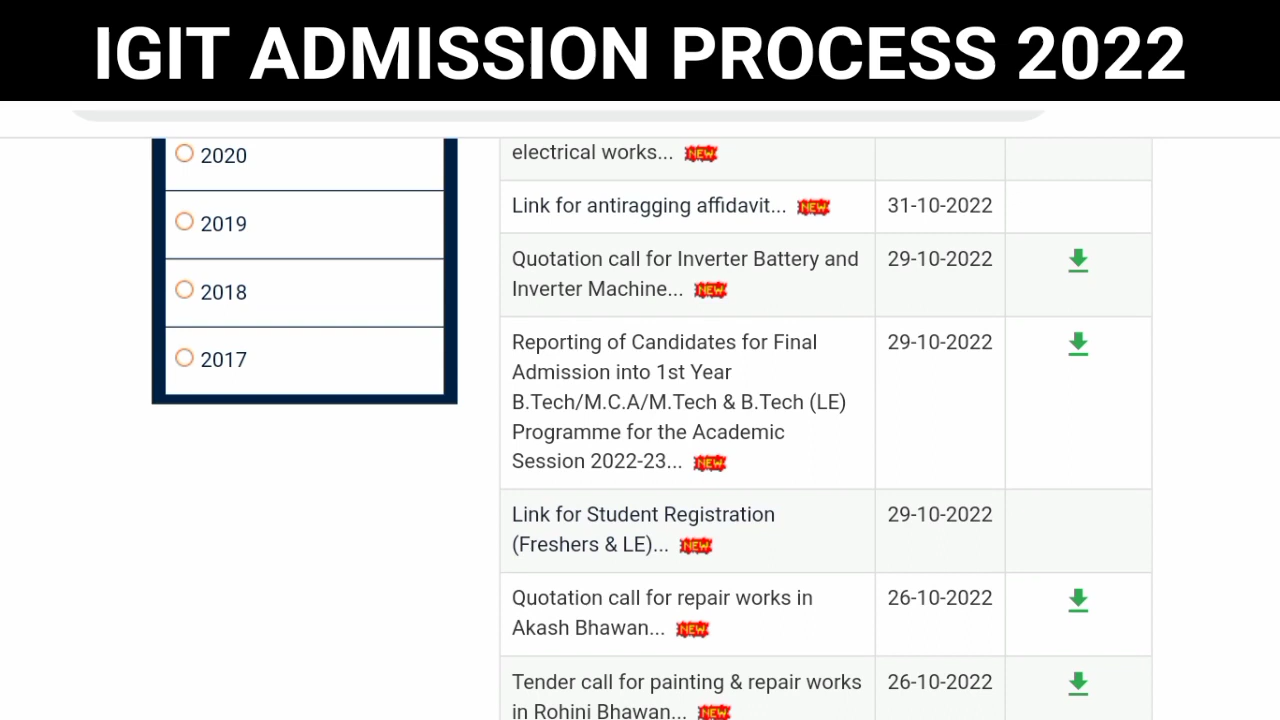 IGIT ADMISSION PROCESS 2022
2020
2019
2018
2017
electrical works... NEW
Link for antiragging affidavit... NEW 31-10-2022
Quotation call for Inverter Battery and 29-10-2022
Inverter Machine... NEW
Reporting of Candidates for Final 29-10-2022
Admission into 1st Year
B.Tech/M.C.A/M.Tech & B.Tech (LE)
Programme for the Academic
Session 2022-23... NEW
Link for Student Registration 29-10-2022
(Freshers & LE)... NEW
Quotation call for repair works in 26-10-2022
Akash Bhawan... NEW
Tender call for painting & repair works 26-10-2022
in Rohini Bhawan... NEW